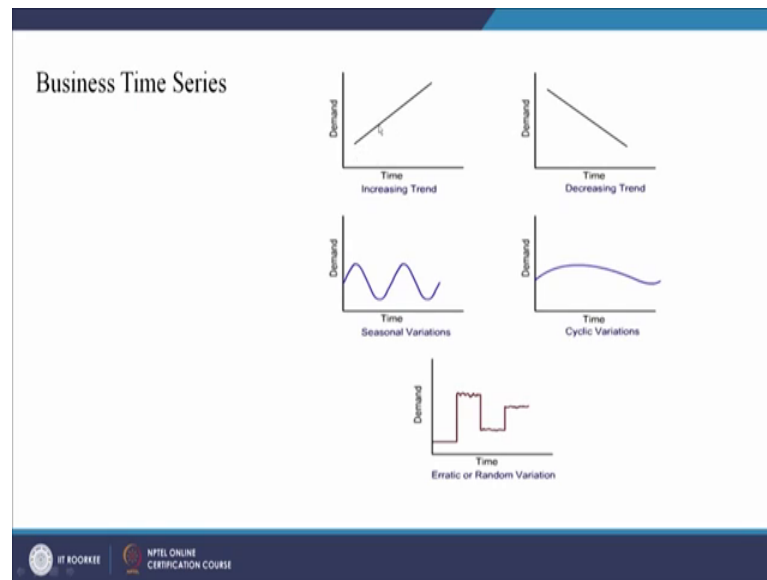 Business Time Series
Demand
Time
Increasing Trend
Demand
Time
Decreasing Trend
Demand
Time
Seasonal Variations
Demand
Time
Cyclic Variations
Demand
Time
Erratic or Random Variation
IIT ROORKEE
NPTEL ONLINE
CERTIFICATION COURSE